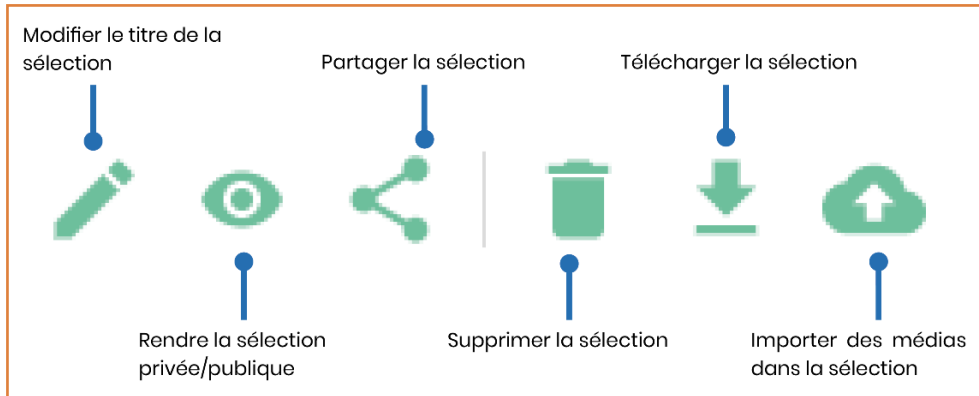 Modifier le titre de la
sélection
Partager la sélection
Télécharger la sélection
Rendre la sélection
privée/publique
Supprimer la sélection
Importer des médias
dans la sélection